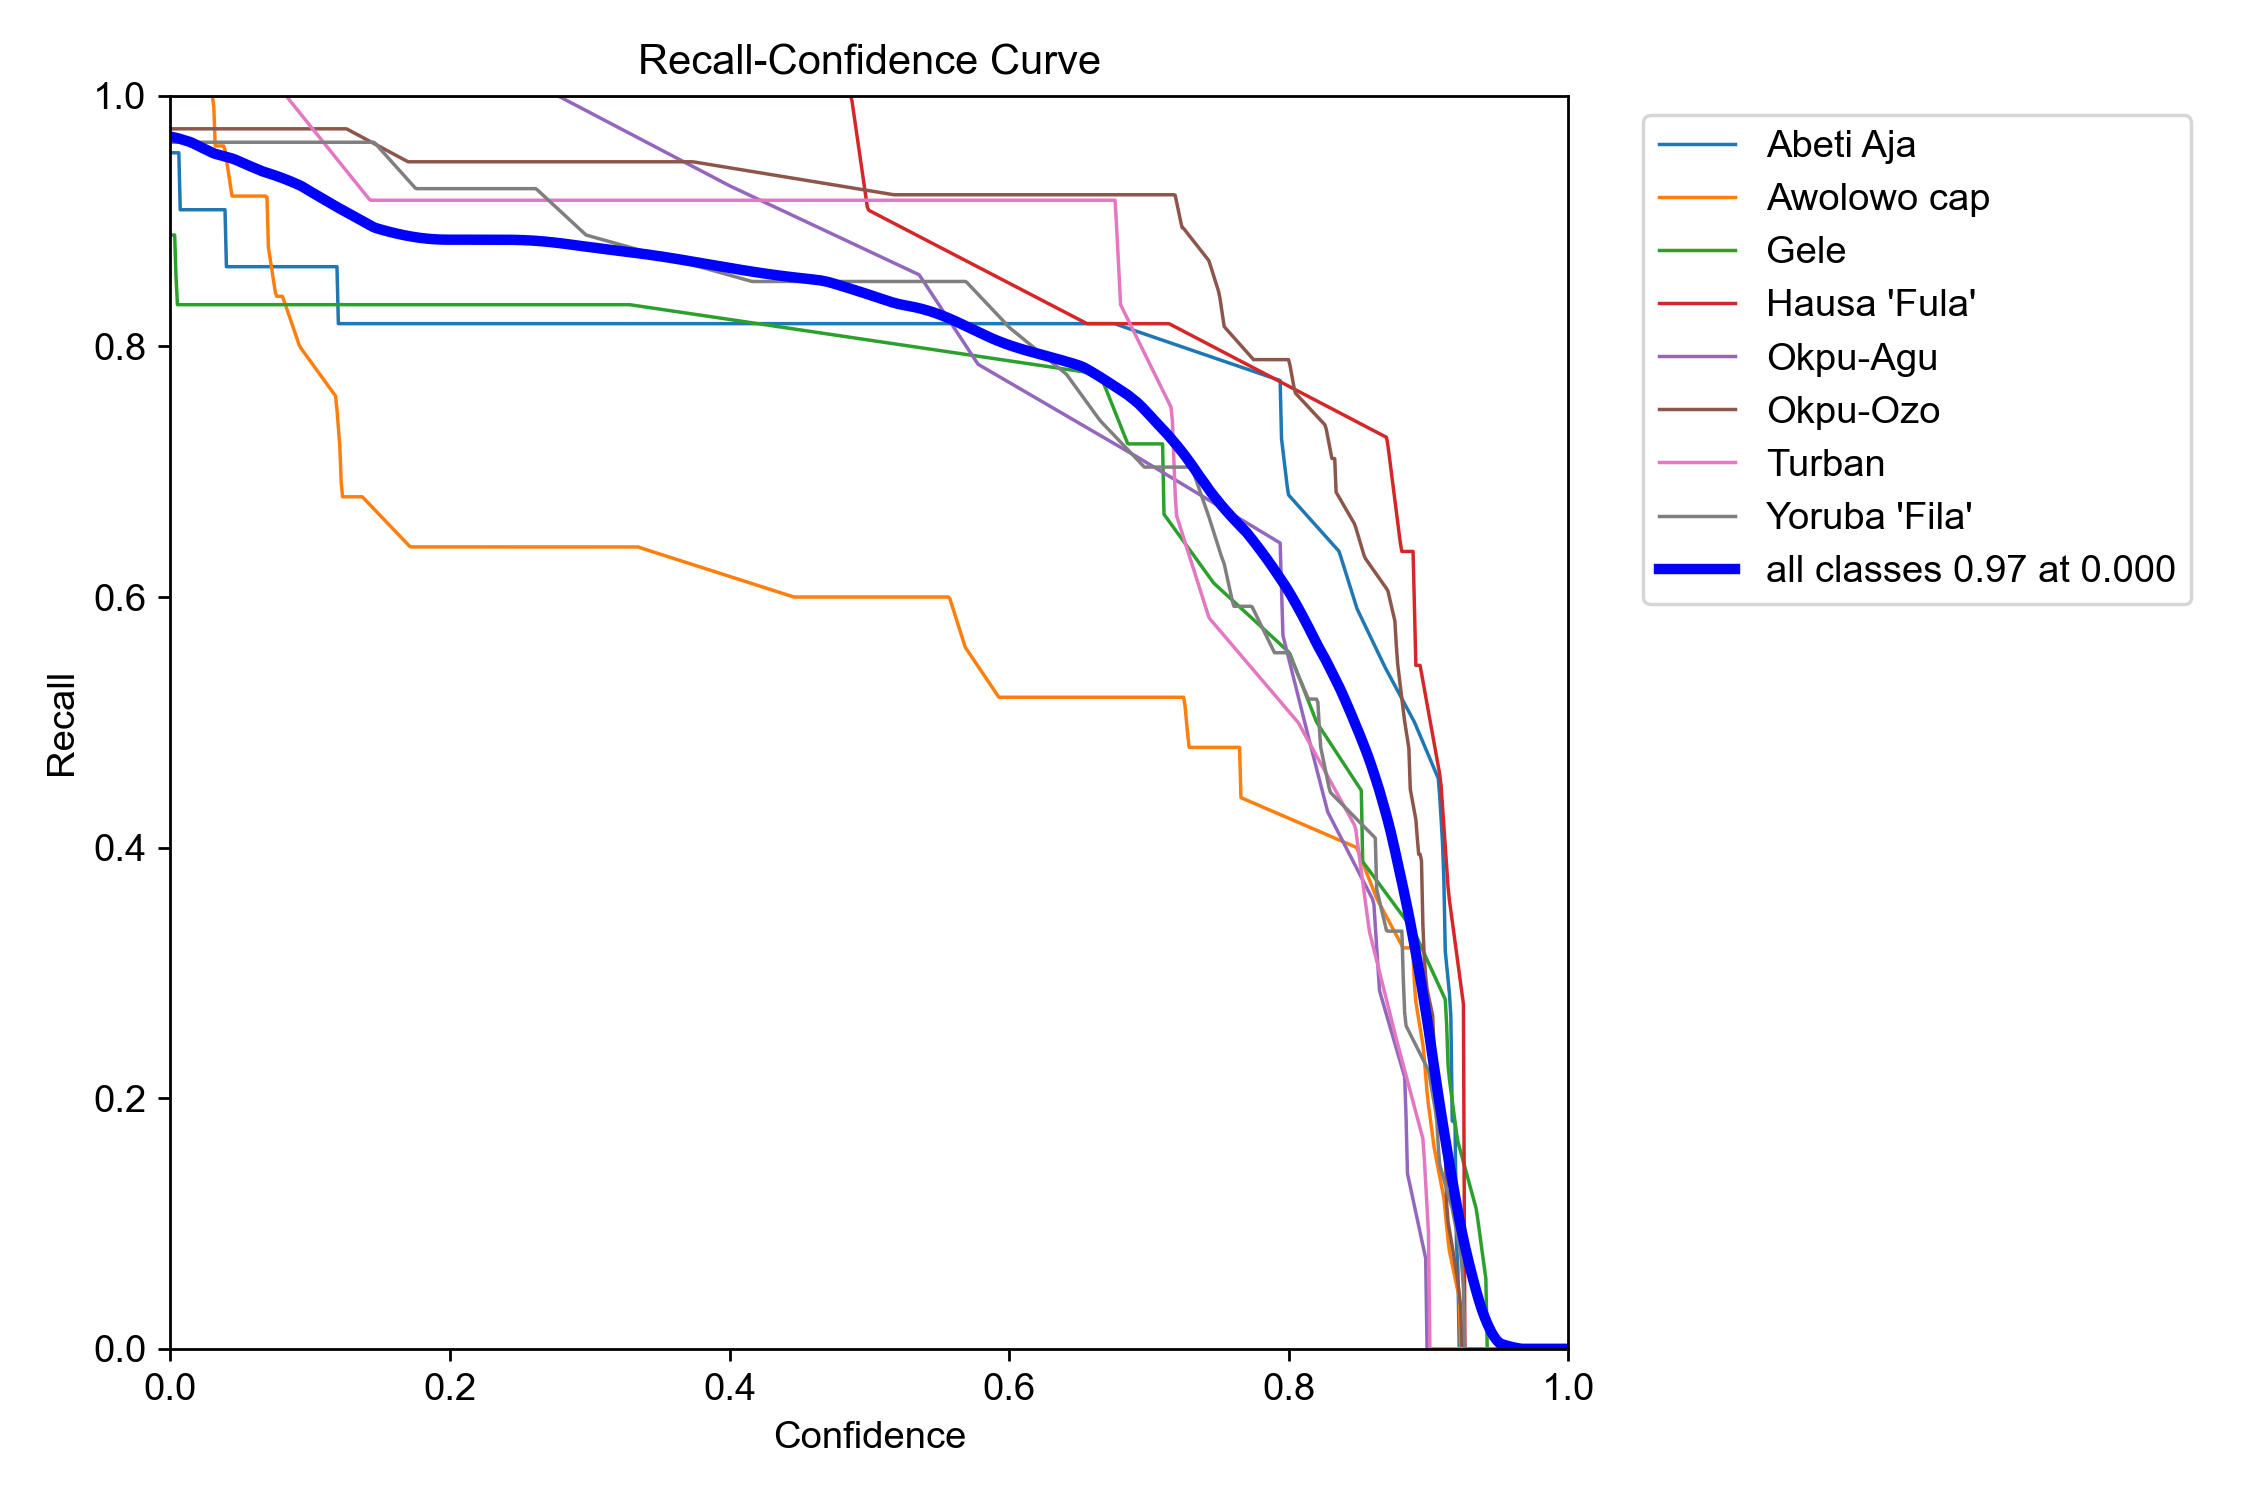 Recall-Confidence Curve
1.0
0.8
0.6
0.4
0.2
0.0
Recall
0.0 0.2 0.4 0.6 0.8 1.0
Confidence
Abeti Aja
Awolowo cap
Gele
Hausa 'Fula'
Okpu-Agu
Okpu-Ozo
Turban
Yoruba 'Fila'
all classes 0.97 at 0.000